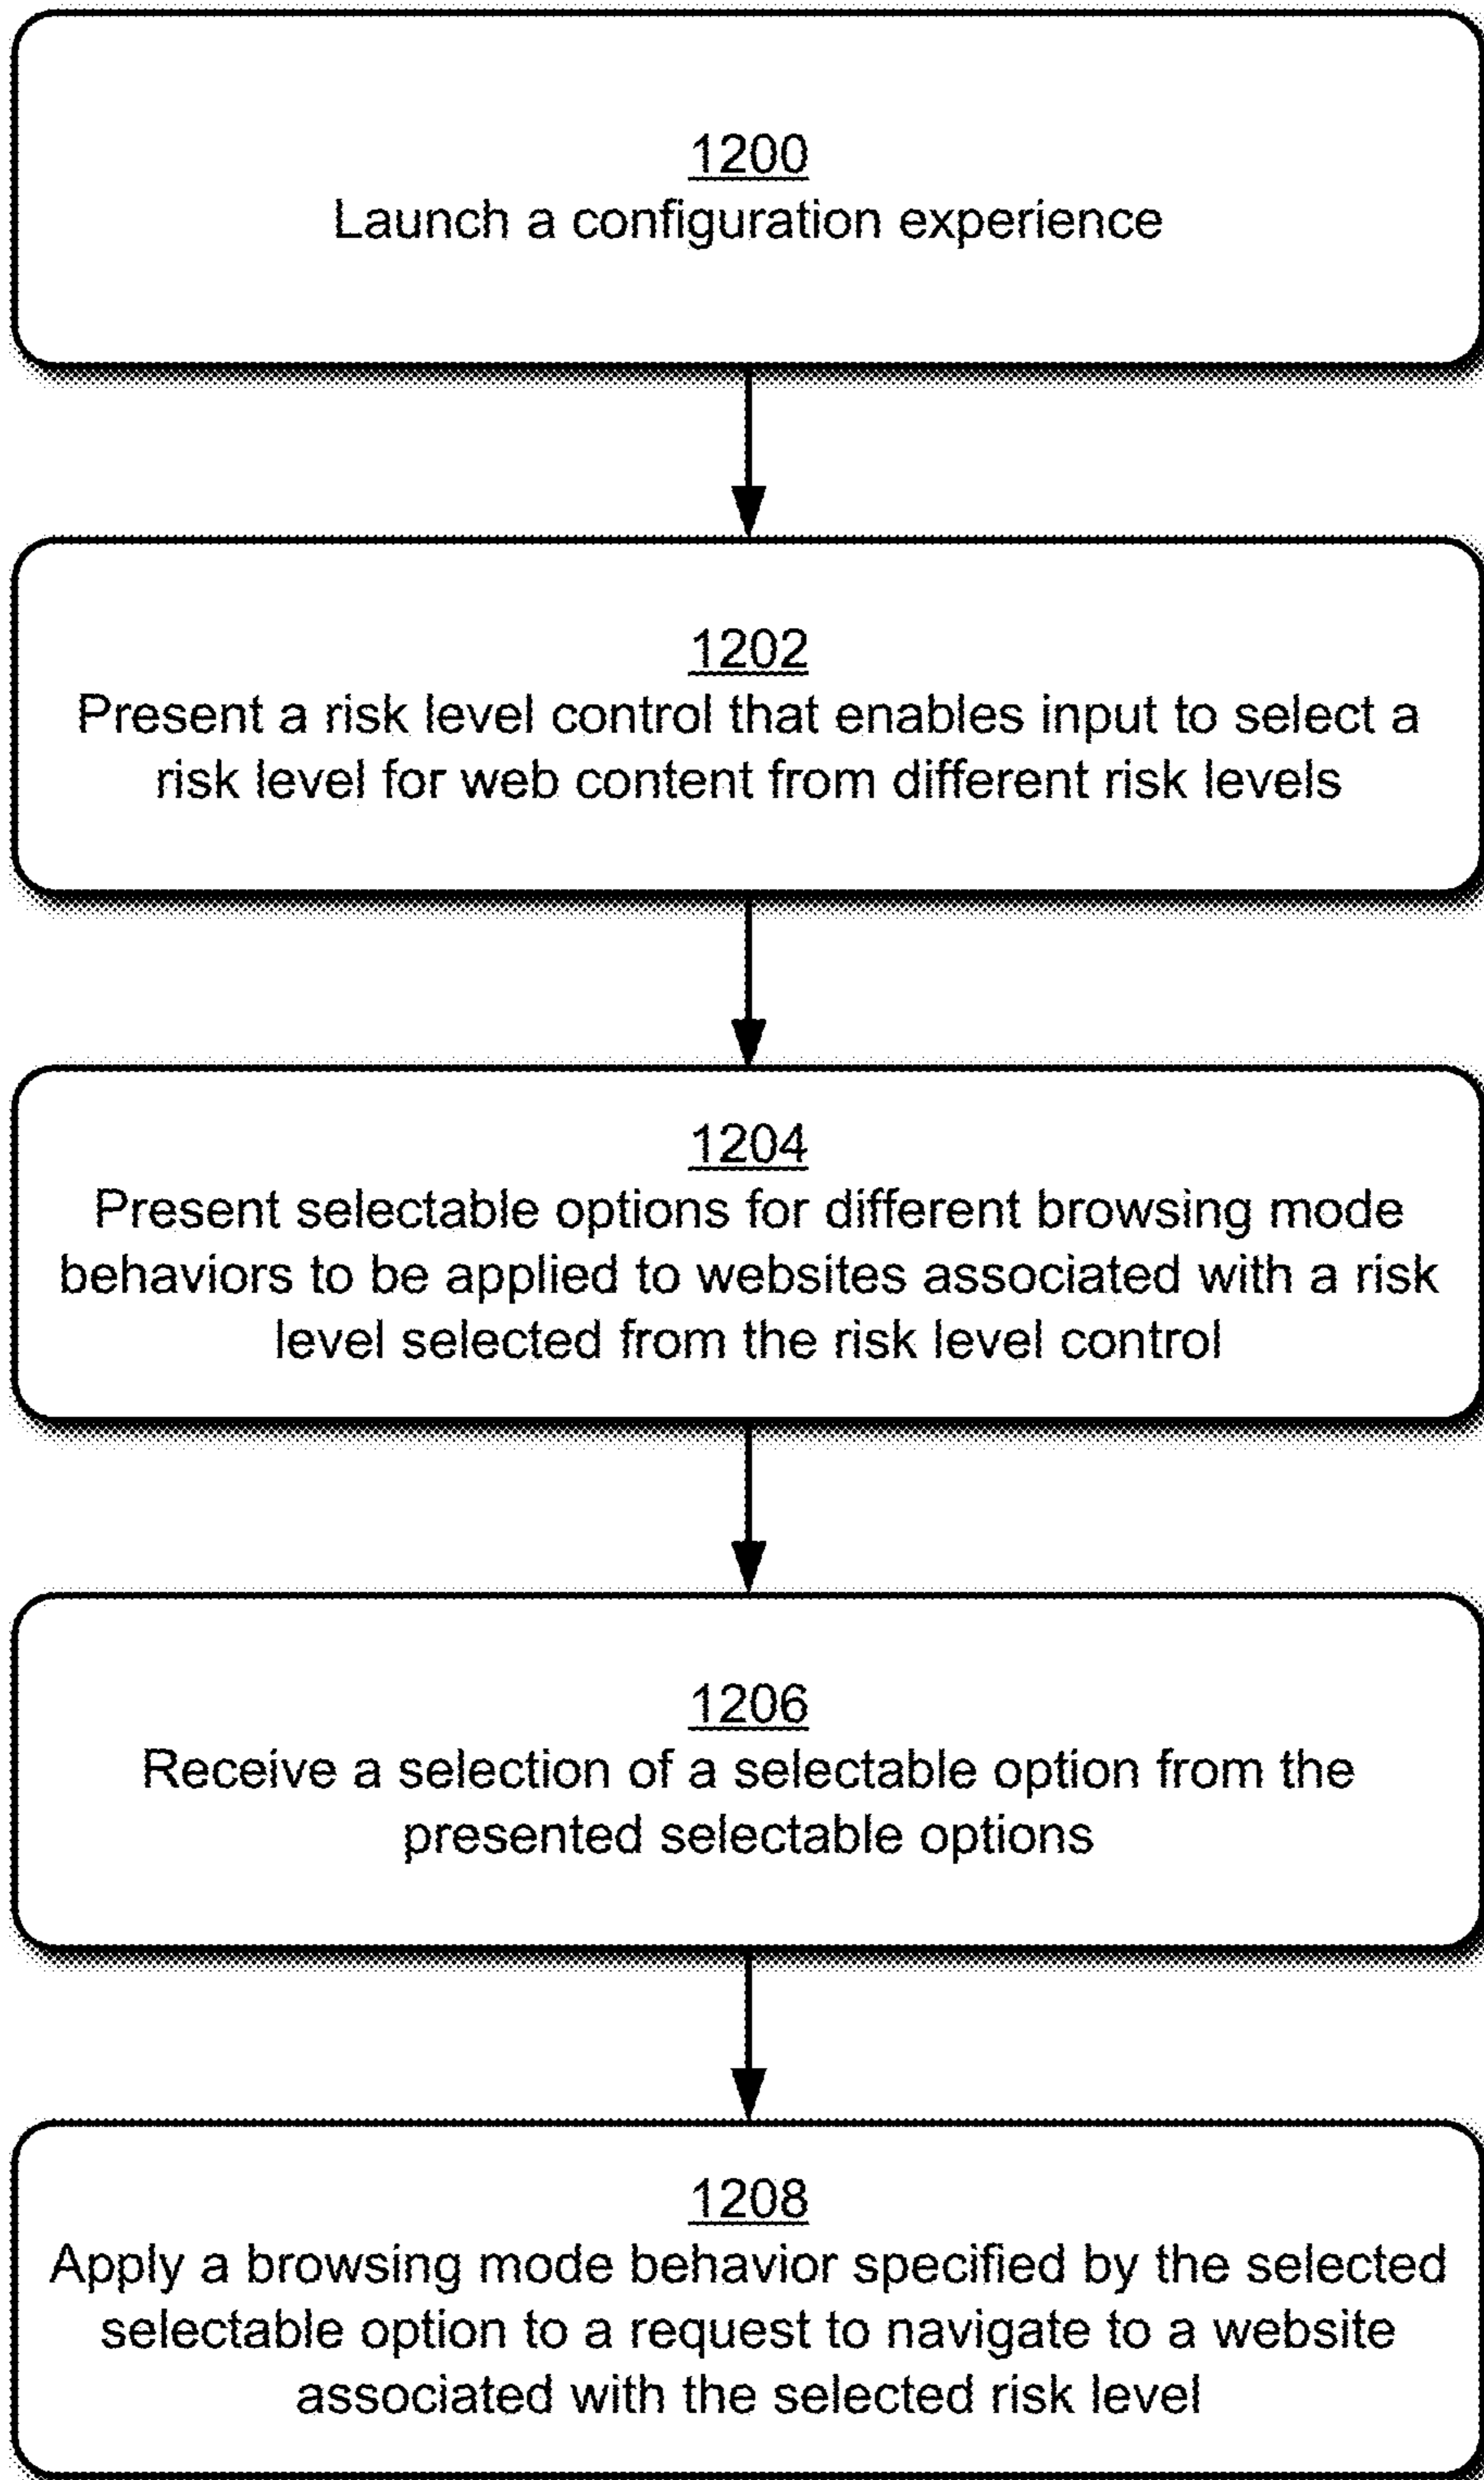 1200
Launch a configuration experience
1202
Present a risk level control that enables input to select a
risk level for web content from different risk levels
1204
Present selectable options for different browsing mode
behaviors to be applied to websites associated with a risk
level selected from the risk level control
1206
Receive a selection of a selectable option from the
presented selectable options
1208
Apply a browsing mode behavior specified by the selected
selectable option to a request to navigate to a website
associated with the selected risk level